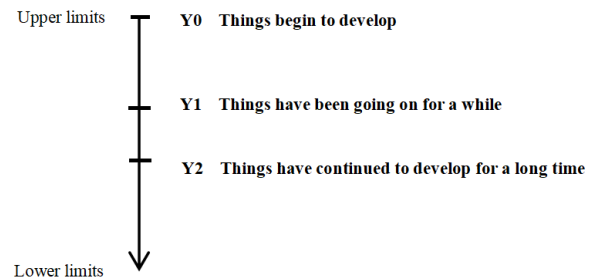 Upper limits
Y0 Things begin to develop
Y1 Things have been going on for a while
Y2 Things have continued to develop for a long time
Lower limits